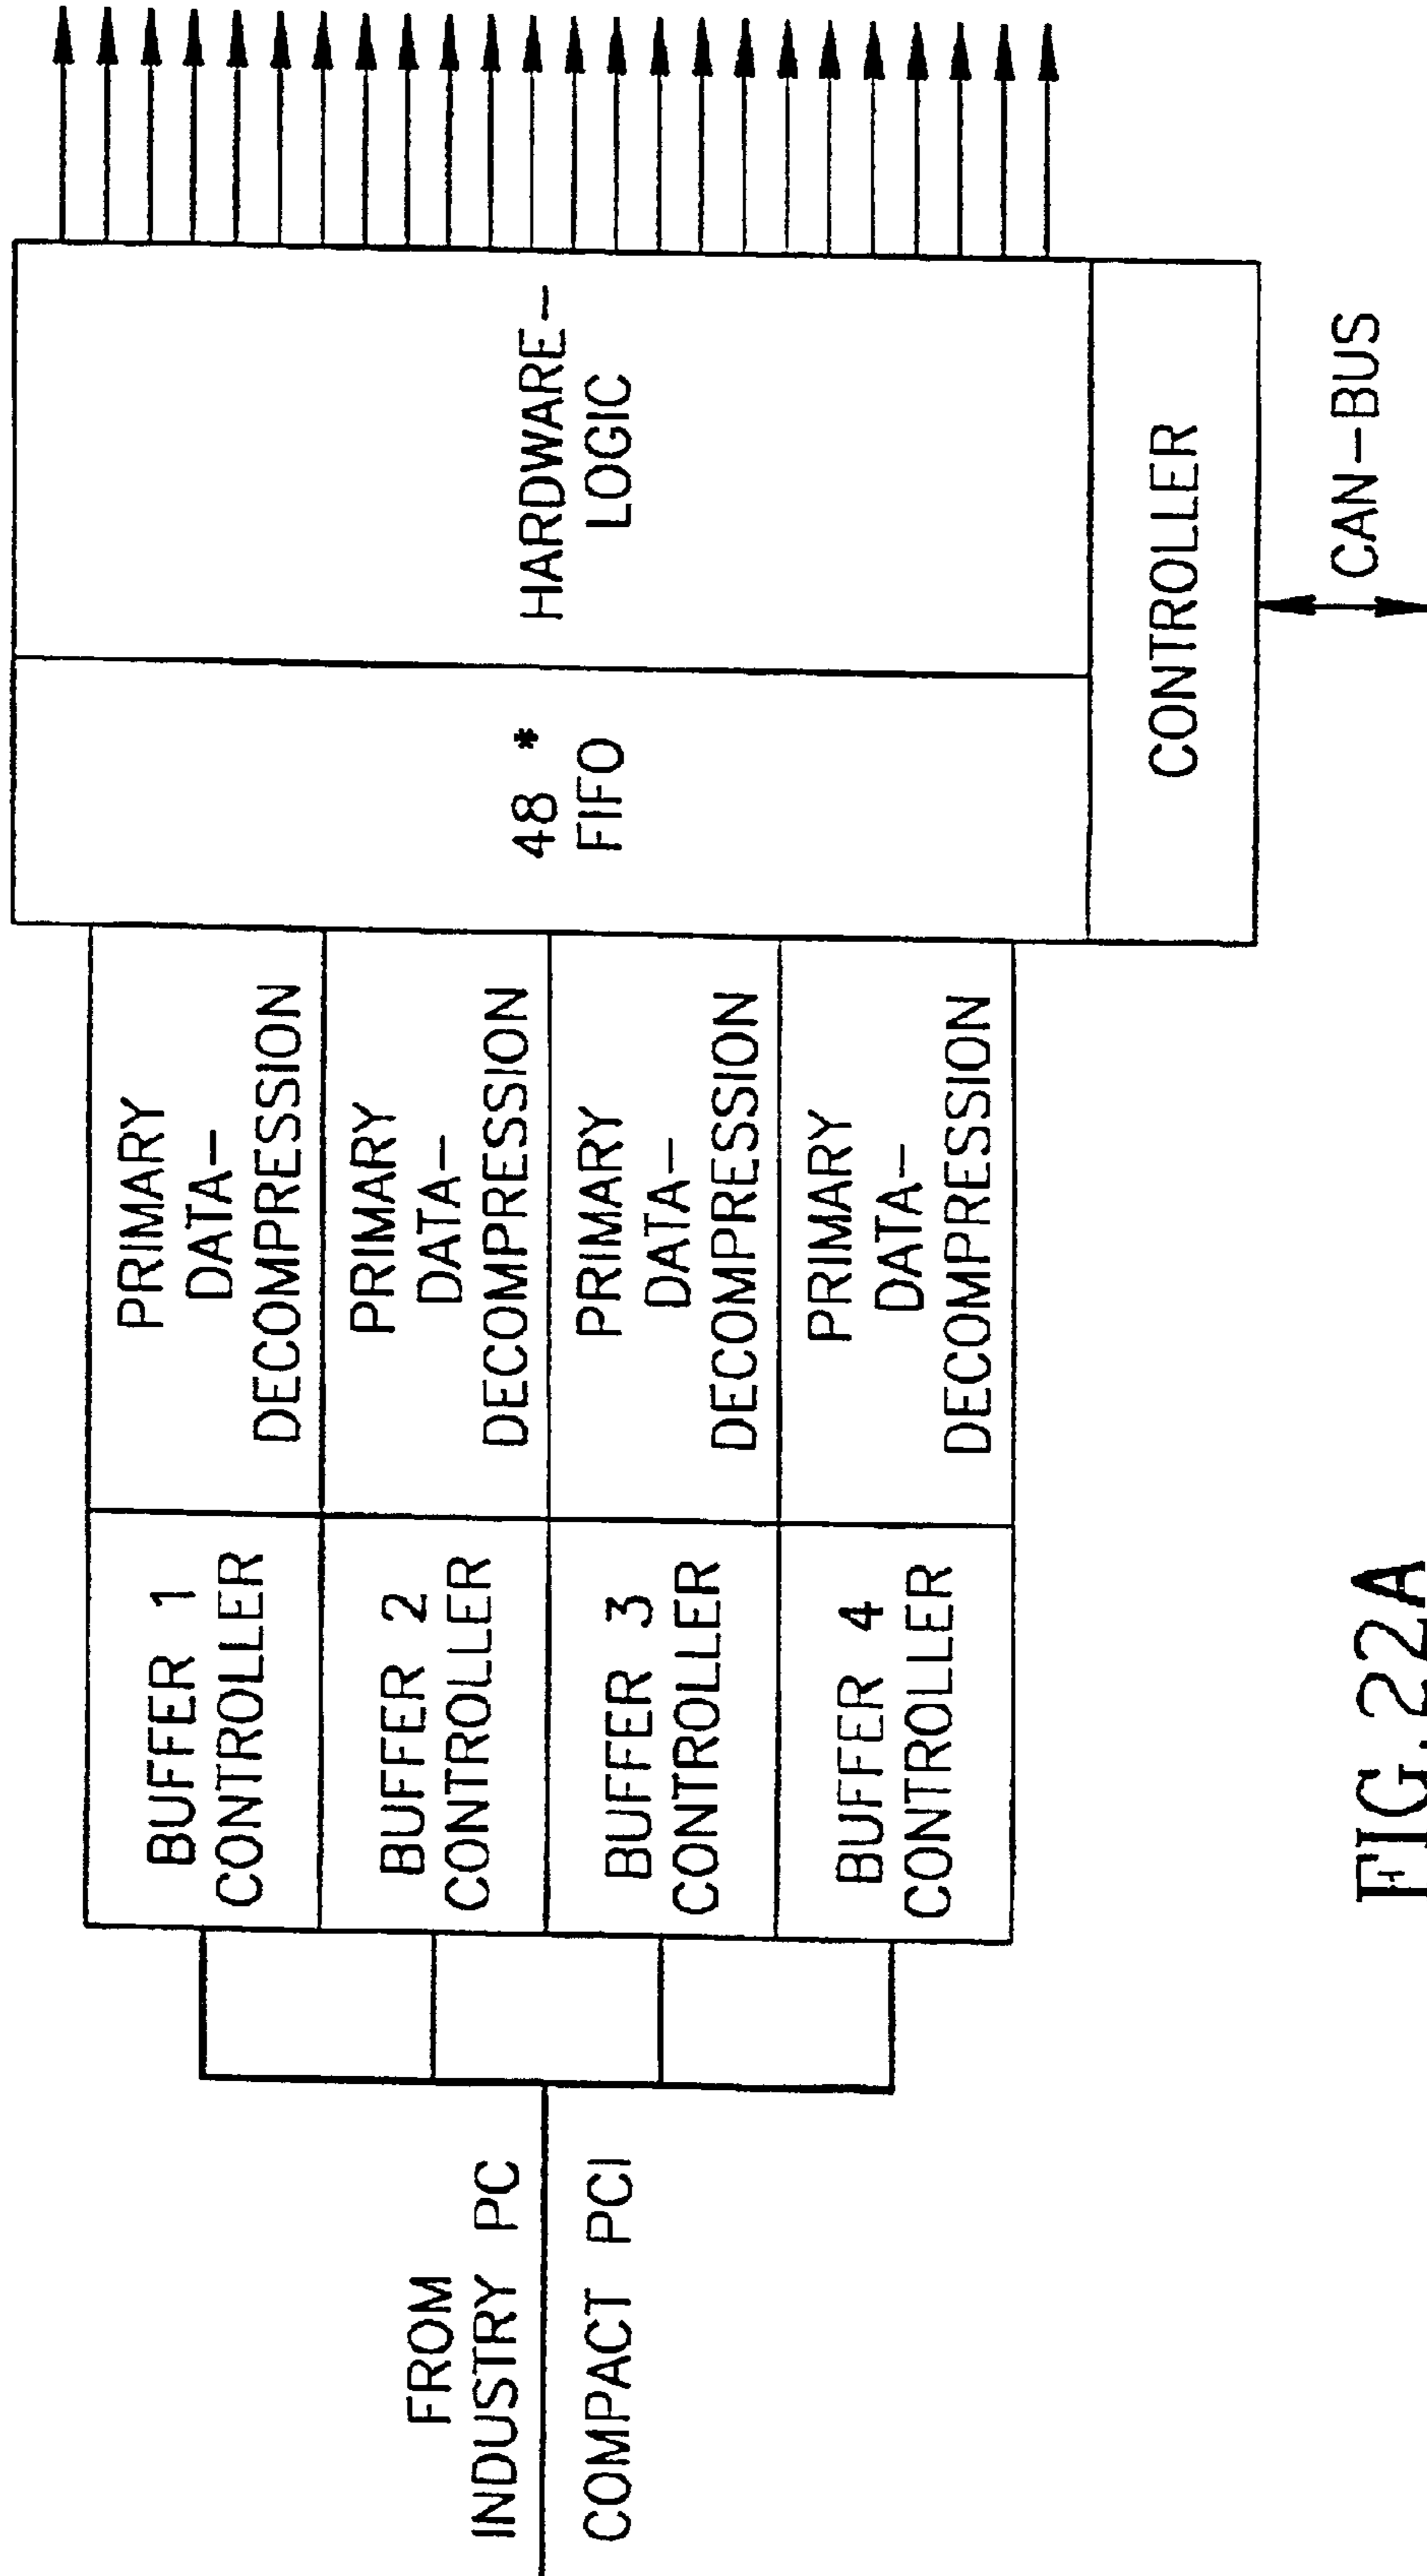 FROM
INDUSTRY PC
COMPACT PCI
BUFFER 1
CONTROLLER
PRIMARY
DATA-
DECOMPRESSION
BUFFER 2
CONTROLLER
PRIMARY
DATA-
DECOMPRESSION
BUFFER 3
CONTROLLER
PRIMARY
DATA-
DECOMPRESSION
BUFFER 4
CONTROLLER
PRIMARY
DATA-
DECOMPRESSION
48 *
FIFO
HARDWARE-
LOGIC
CONTROLLER
CAN-BUS
FIG.22A